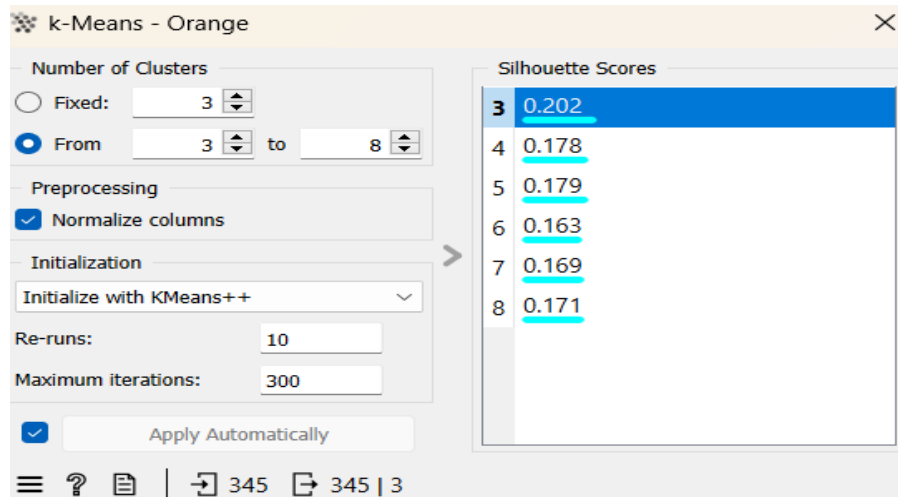 k-Means - Orange
Number of Clusters
Fixed: 3
From 3 to 8
Preprocessing
Normalize columns
Initialization
Initialize with KMeans++
Re-runs: 10
Maximum iterations: 300
Apply Automatically
345 345 | 3
Silhouette Scores
3 0.202
4 0.178
5 0.179
6 0.163
7 0.169
8 0.171